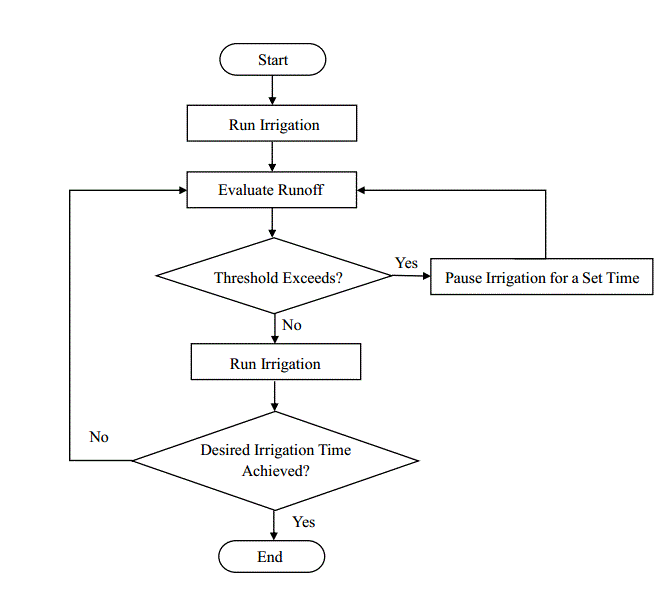 Start
Run Irrigation
Evaluate Runoff
Threshold Exceeds?
Yes
Pause Irrigation for a Set Time
No
Run Irrigation
Desired Irrigation Time
Achieved?
No
Yes
End